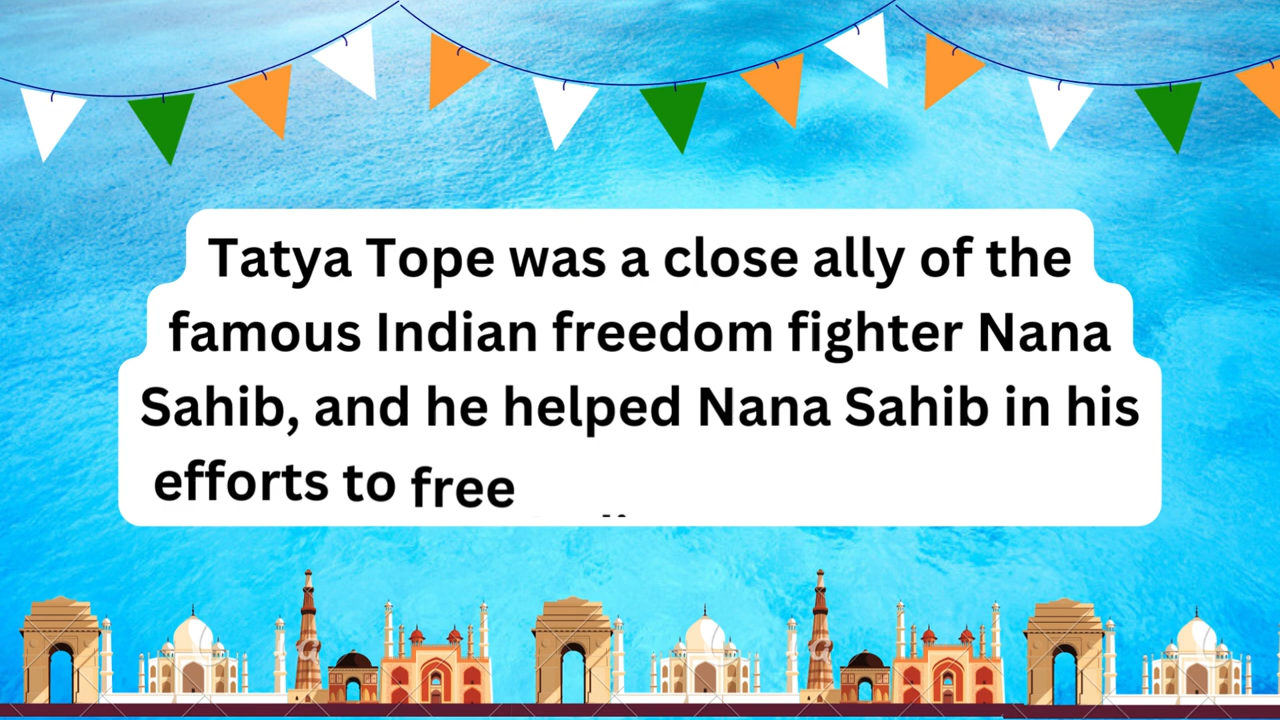 Tatya Tope was a close ally of the
famous Indian freedom fighter Nana
Sahib, and he helped Nana Sahib in his
efforts to free